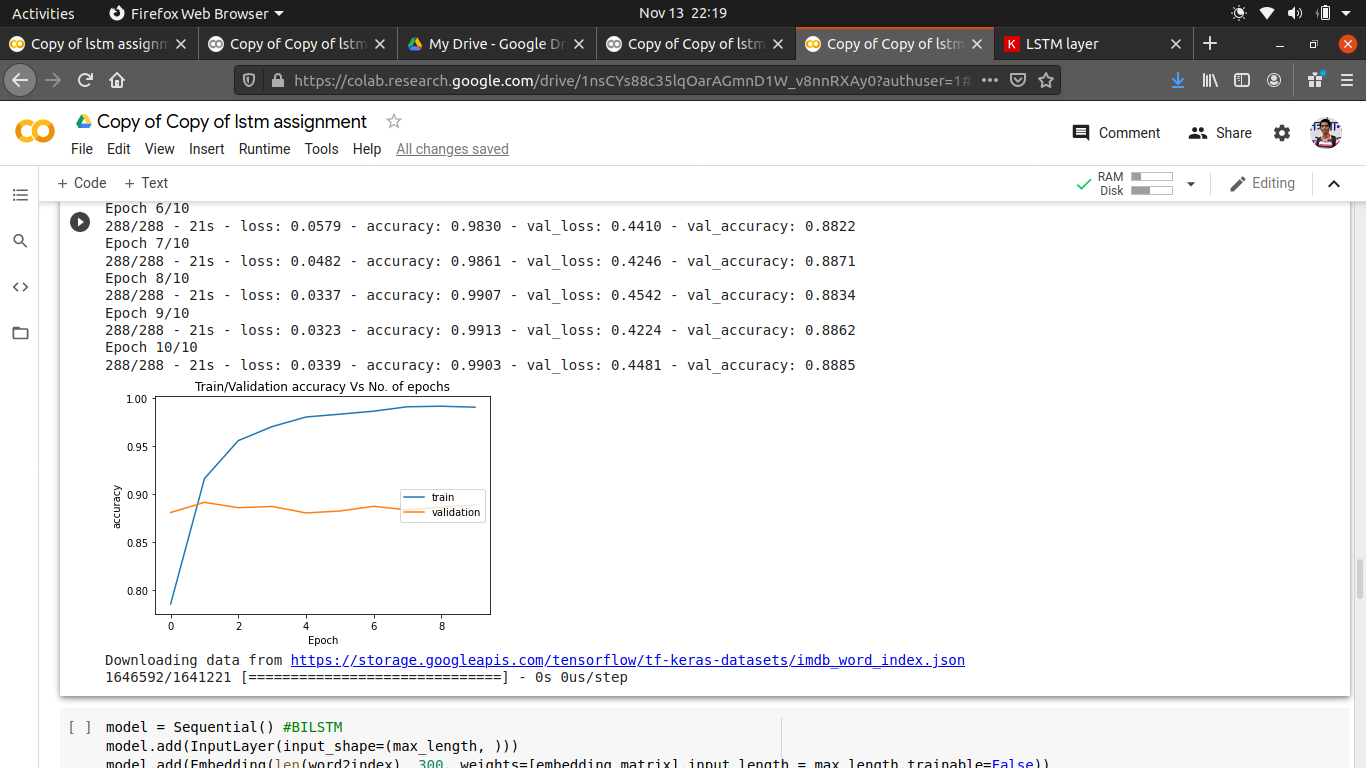 Activities Firefox Web Browser Nov 13 22:19
Copy of lstm assignm Copy of Copy of lstm My Drive - Google Dr Copy of Copy of lstm Copy of Copy of lstm K LSTM layer
https://colab.research.google.com/drive/1nsCYs88c35lqOarAGmnD1W_v8nnRXAy0?authuser=1#
Copy of Copy of lstm assignment
Comment Share
File Edit View Insert Runtime Tools Help All changes saved
+ Code + Text RAM Disk Editing
Epoch 6/10
288/288 - 21s - loss: 0.0579 - accuracy: 0.9830 - val_loss: 0.4410 - val_accuracy: 0.8822
Epoch 7/10
288/288 - 21s - loss: 0.0482 - accuracy: 0.9861 - val_loss: 0.4246 - val_accuracy: 0.8871
Epoch 8/10
288/288 - 21s - loss: 0.0337 - accuracy: 0.9907 - val_loss: 0.4542 - val_accuracy: 0.8834
Epoch 9/10
288/288 - 21s - loss: 0.0323 - accuracy: 0.9913 - val_loss: 0.4224 - val_accuracy: 0.8862
Epoch 10/10
288/288 - 21s - loss: 0.0339 - accuracy: 0.9903 - val_loss: 0.4481 - val_accuracy: 0.8885
Train/Validation accuracy Vs No. of epochs
1.00
0.95
0.90
0.85
0.80
accuracy
train
validation
0 2 4 6 8
Epoch
Downloading data from https://storage.googleapis.com/tensorflow/tf-keras-datasets/imdb_word_index.json
1646592/1641221 [==============================] - 0s 0us/step
[ ] model = Sequential() #BILSTM
model.add(InputLayer(input_shape=(max_length, )))
model.add(Embedding(len(word2index), 300, weights=[embedding_matrix],input_length = max_length,trainable=False))